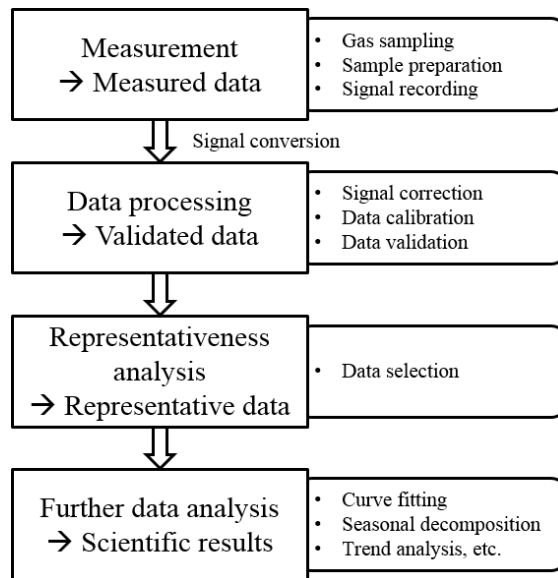 Measurement
→ Measured data
• Gas sampling
• Sample preparation
• Signal recording
Signal conversion
Data processing
→ Validated data
• Signal correction
• Data calibration
• Data validation
Representativeness
analysis
→ Representative data
• Data selection
Further data analysis
→ Scientific results
• Curve fitting
• Seasonal decomposition
• Trend analysis, etc.